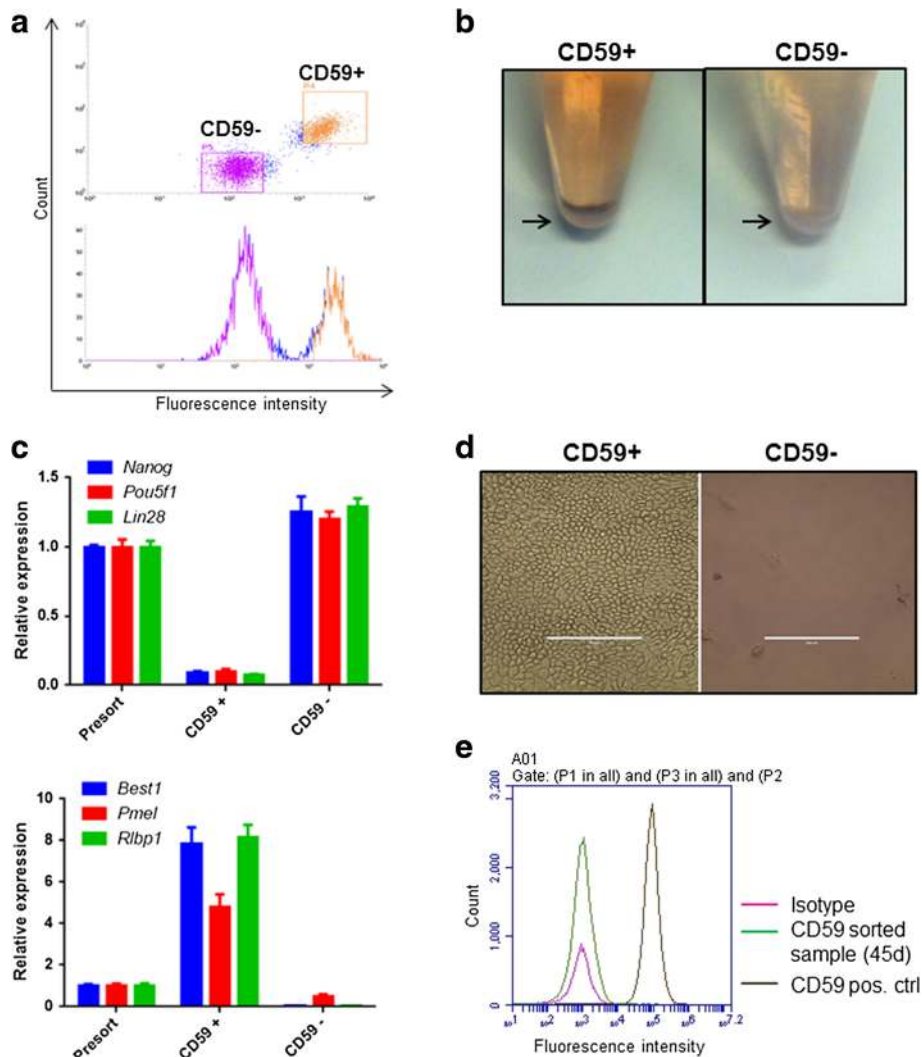 a
CD59+
CD59-
Count
Fluorescence intensity
b
CD59+
CD59-
c
Nanog
Pou5f1
Lin28
Relative expression
1.5
1.0
0.5
0.0
Presort
CD59 +
CD59 -
Best1
Pmel
Rlbp1
Relative expression
10
8
6
4
2
0
Presort
CD59 +
CD59 -
d
CD59+
CD59-
e
A01
Gate: (P1 in all) and (P3 in all) and (P2
Count
3,200
2,000
1,000
0
Fluorescence intensity
Isotype
CD59 sorted
sample (45d)
CD59 pos. ctrl